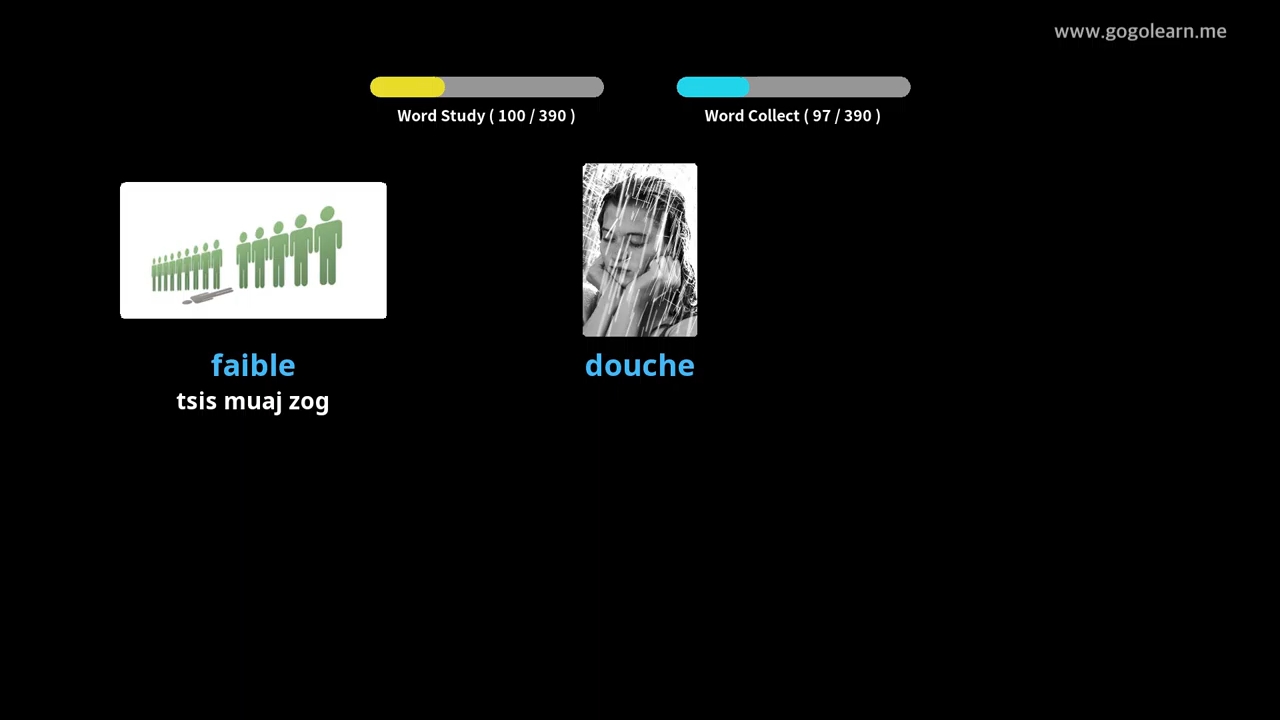 www.gogolearn.me
Word Study ( 100 / 390 )
Word Collect ( 97 / 390 )
faible
tsis muaj zog
douche